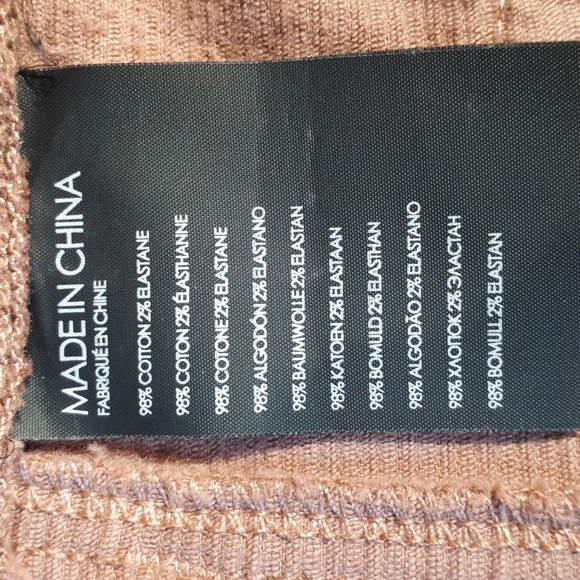 MADE IN CHINA
FABRIQUÉ EN CHINE
98% COTTON 2% ELASTANE
98% COTON 2% ÉLASTHANNE
98% COTONE 2% ELASTANE
98% ALGODÓN 2% ELASTANO
98% BAUMWOLLE 2% ELASTAN
98% KATOEN 2% ELASTAAN
98% BOMULD 2% ELASTHAN
98% ALGODÃO 2% ELASTANO
98% ХЛОПОК 2% ЭЛАСТАН
98% BOMULL 2% ELASTAN